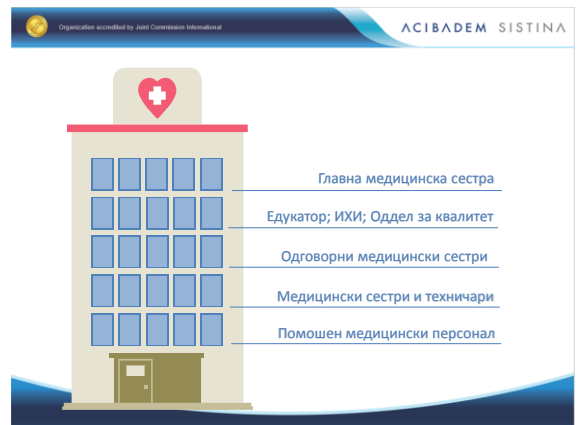 Organization accredited by Joint Commission International
ACIBADEM SISTINA
Главна медицинска сестра
Едукатор; ИХИ; Оддел за квалитет
Одговорни медицински сестри
Медицински сестри и техничари
Помошен медицински персонал